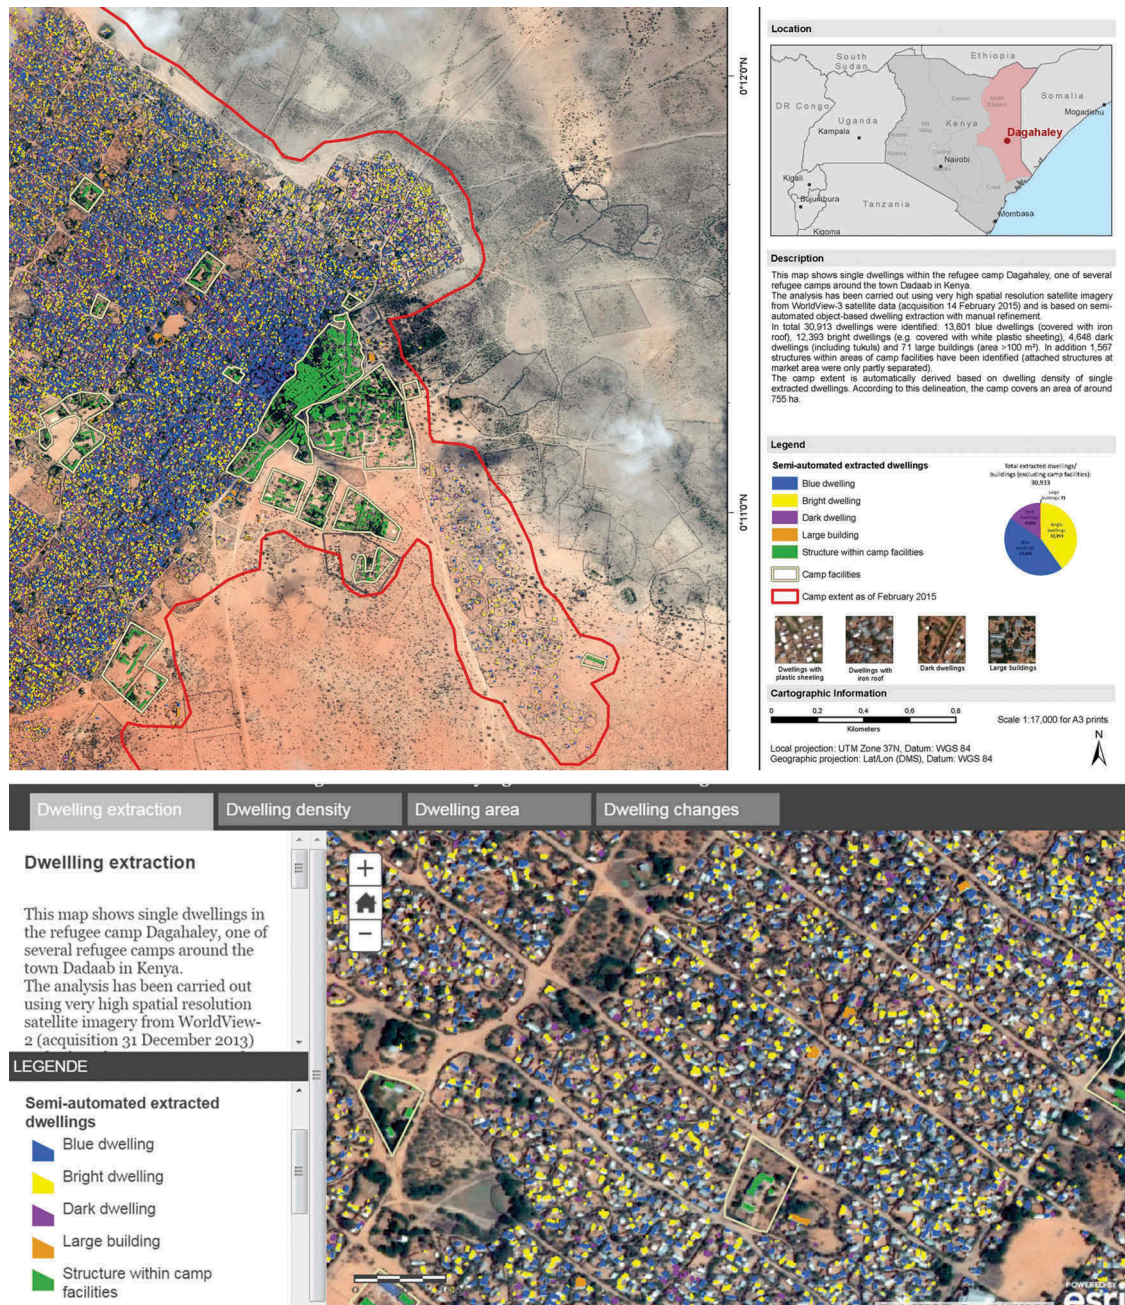 0°12'0"N
0°11'0"N
Location
South
Sudan
Ethiopia
DR Congo
Somalia
Uganda
Kenya
Mogadishu
Kampala
Dagahaley
Nairobi
Kigali
Bujumbura
Tanzania
Mombasa
Kigoma
Description
This map shows single dwellings within the refugee camp Dagahaley, one of several
refugee camps around the town Dadaab in Kenya.
The analysis has been carried out using very high spatial resolution satellite imagery
from WorldView-3 satellite data (acquisition 14 February 2015) and is based on semi-
automated object-based dwelling extraction with manual refinement.
In total 30,913 dwellings were identified: 13,801 blue dwellings (covered with iron
roof), 12,393 bright dwellings (e.g. covered with white plastic sheeting), 4,648 dark
dwellings (including tukuls) and 71 large buildings (area >100 m²). In addition 1,567
structures within areas of camp facilities have been identified (attached structures at
market area were only partly separated).
The camp extent is automatically derived based on dwelling density of single
extracted dwellings. According to this delineation, the camp covers an area of around
755 ha.
Legend
Semi-automated extracted dwellings
Blue dwelling
Bright dwelling
Dark dwelling
Large building
Structure within camp facilities
Camp facilities
Camp extent as of February 2015
Total extracted dwellings/
buildings (excluding camp facilities):
30,913
Large
buildings 71
Dwellings with
plastic sheeting
Dwellings with
iron roof
Dark dwellings
Large buildings
Cartographic Information
0 0,2 0,4 0,6 0,8
Kilometers
Scale 1:17,000 for A3 prints
N
Local projection: UTM Zone 37N, Datum: WGS 84
Geographic projection: Lat/Lon (DMS), Datum: WGS 84
Dwelling extraction
Dwelling density
Dwelling area
Dwelling changes
Dwellling extraction
This map shows single dwellings in
the refugee camp Dagahaley, one of
several refugee camps around the
town Dadaab in Kenya.
The analysis has been carried out
using very high spatial resolution
satellite imagery from WorldView-
2 (acquisition 31 December 2013)
LEGENDE
Semi-automated extracted
dwellings
Blue dwelling
Bright dwelling
Dark dwelling
Large building
Structure within camp
facilities
POWERED BY
esri